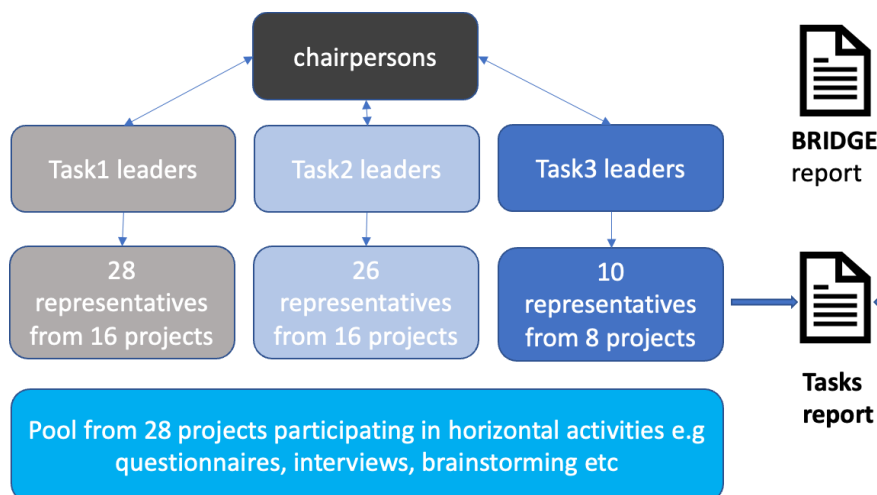 chairpersons
BRIDGE
report
Task1 leaders
Task2 leaders
Task3 leaders
28
representatives
from 16 projects
26
representatives
from 16 projects
10
representatives
from 8 projects
Tasks
report
Pool from 28 projects participating in horizontal activities e.g
questionnaires, interviews, brainstorming etc